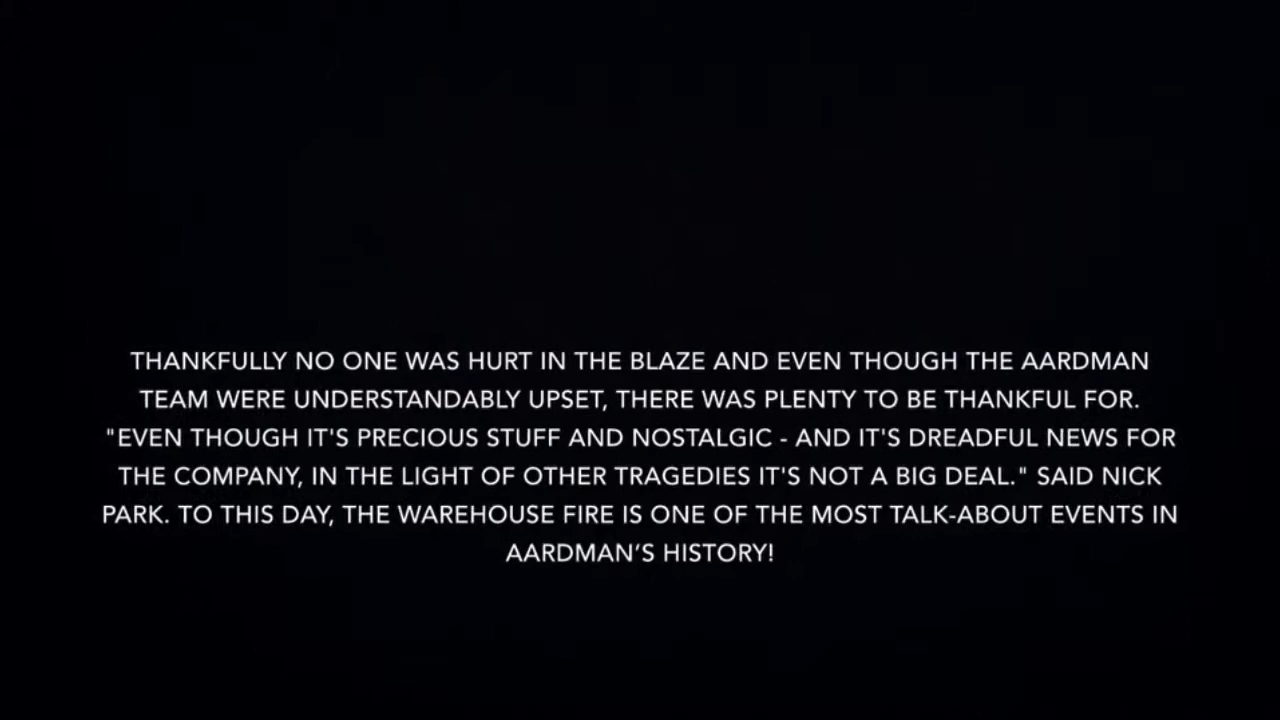 THANKFULLY NO ONE WAS HURT IN THE BLAZE AND EVEN THOUGH THE AARDMAN
TEAM WERE UNDERSTANDABLY UPSET, THERE WAS PLENTY TO BE THANKFUL FOR.
"EVEN THOUGH IT'S PRECIOUS STUFF AND NOSTALGIC - AND IT'S DREADFUL NEWS FOR
THE COMPANY, IN THE LIGHT OF OTHER TRAGEDIES IT'S NOT A BIG DEAL." SAID NICK
PARK. TO THIS DAY, THE WAREHOUSE FIRE IS ONE OF THE MOST TALK-ABOUT EVENTS IN
AARDMAN’S HISTORY!